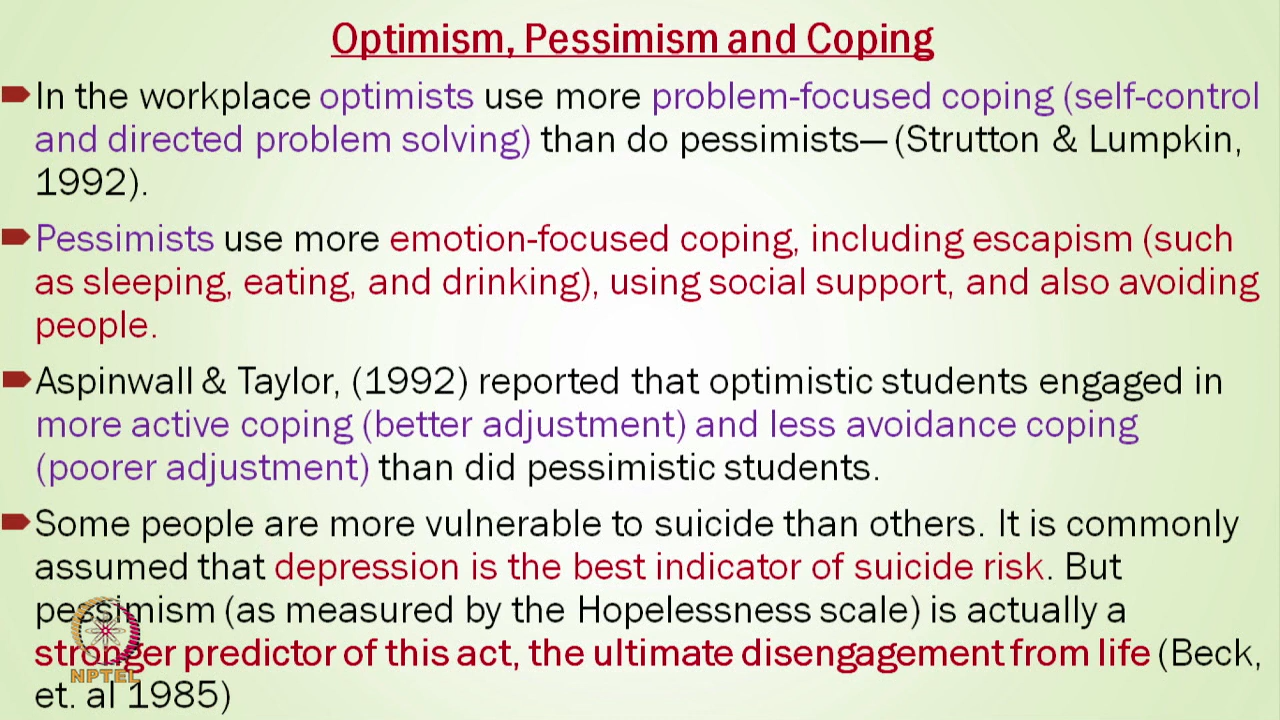 Optimism, Pessimism and Coping
In the workplace optimists use more problem-focused coping (self-control
and directed problem solving) than do pessimists— (Strutton & Lumpkin,
1992).
Pessimists use more emotion-focused coping, including escapism (such
as sleeping, eating, and drinking), using social support, and also avoiding
people.
Aspinwall & Taylor, (1992) reported that optimistic students engaged in
more active coping (better adjustment) and less avoidance coping
(poorer adjustment) than did pessimistic students.
Some people are more vulnerable to suicide than others. It is commonly
assumed that depression is the best indicator of suicide risk. But
pessimism (as measured by the Hopelessness scale) is actually a
stronger predictor of this act, the ultimate disengagement from life (Beck,
et. al 1985)
NPTEL